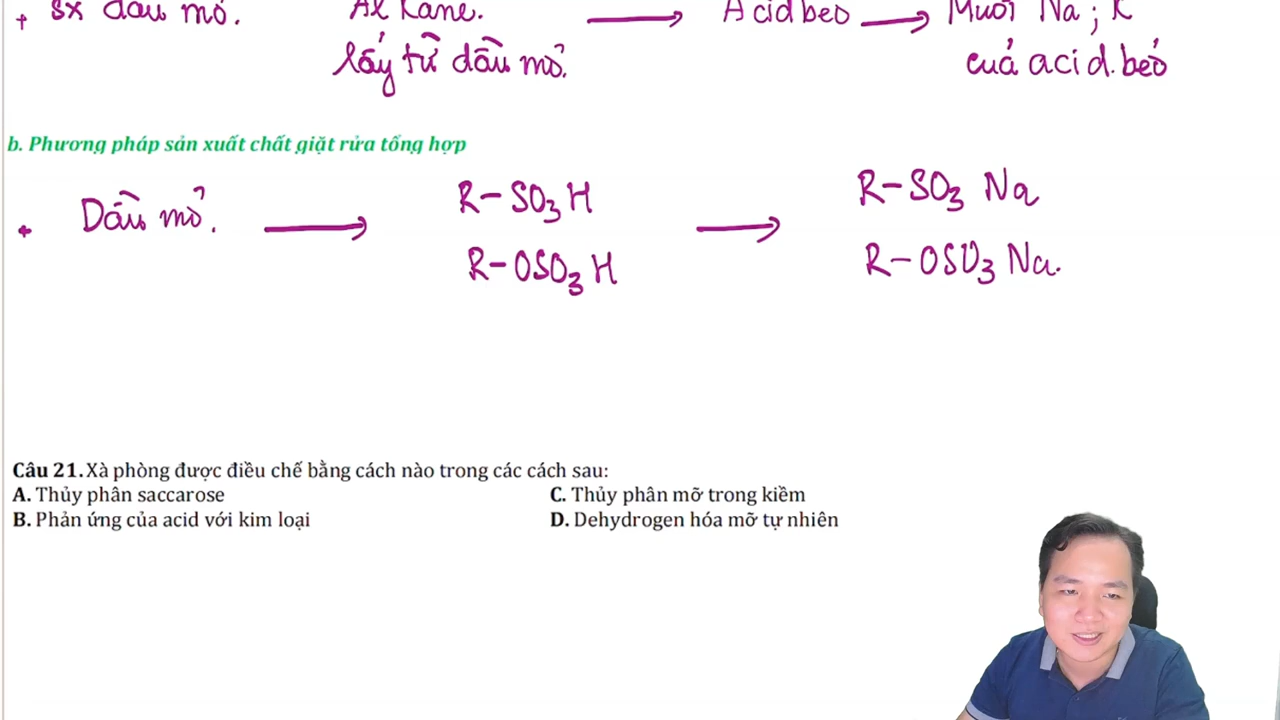 + sx dầu mỏ. Alkane. ⟶ Acid béo ⟶ Muối Na ; K
lấy từ dầu mỏ. của acid.béo
b. Phương pháp sản xuất chất giặt rửa tổng hợp
R-SO₃H R-SO₃Na
+ Dầu mỏ. ⟶ ⟶
R-OSO₃H R-OSO₃Na.
Câu 21. Xà phòng được điều chế bằng cách nào trong các cách sau:
A. Thủy phân saccarose C. Thủy phân mỡ trong kiềm
B. Phản ứng của acid với kim loại D. Dehydrogen hóa mỡ tự nhiên